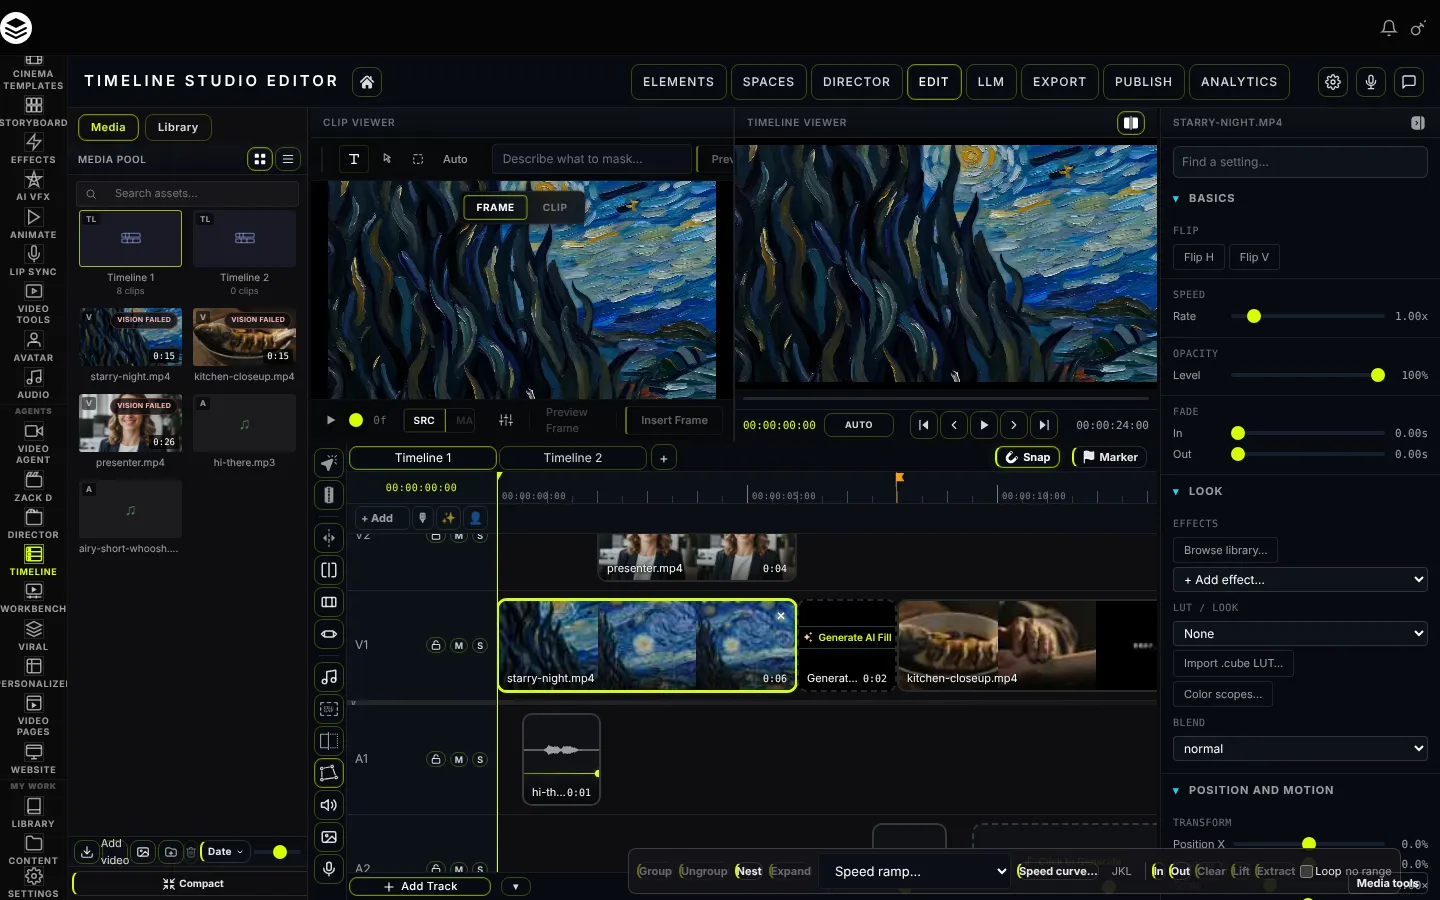 TIMELINE STUDIO EDITOR
ELEMENTS
SPACES
DIRECTOR
EDIT
LLM
EXPORT
PUBLISH
ANALYTICS
CINEMA
TEMPLATES
STORYBOARD
EFFECTS
AI VFX
ANIMATE
LIP SYNC
VIDEO
TOOLS
AVATAR
AUDIO
AGENTS
VIDEO
AGENT
ZACK D
DIRECTOR
TIMELINE
WORKBENCH
VIRAL
PERSONALIZE
VIDEO
PAGES
WEBSITE
MY WORK
LIBRARY
CONTENT
SETTINGS
Media
Library
MEDIA POOL
Search assets...
TL
Timeline 1
8 clips
TL
Timeline 2
0 clips
V
VISION FAILED
0:15
starry-night.mp4
V
VISION FAILED
0:15
kitchen-closeup.mp4
V
VISION FAILED
0:26
presenter.mp4
A
hi-there.mp3
A
airy-short-whoosh....
Add
video
Date
Compact
CLIP VIEWER
T
Auto
Describe what to mask...
Prev
FRAME
CLIP
0f
SRC
MA
Preview
Frame
Insert Frame
TIMELINE VIEWER
00:00:00:00
AUTO
00:00:24:00
Timeline 1
Timeline 2
+
Snap
Marker
00:00:00:00
00:00:00:00
00:00:05:00
00:00:10:00
+ Add
V2
M
S
presenter.mp4
0:04
V1
M
S
starry-night.mp4
0:06
Generate AI Fill
Generat...
0:02
kitchen-closeup.mp4
A1
M
S
hi-th...
0:01
A2
M
S
+ Add Track
Group
Ungroup
Nest
Expand
Speed ramp...
Speed curve...
JKL
In
Out
Clear
Lift
Extract
Loop
no range
Media tools
STARRY-NIGHT.MP4
Find a setting...
BASICS
FLIP
Flip H
Flip V
SPEED
Rate
1.00x
OPACITY
Level
100%
FADE
In
0.00s
Out
0.00s
LOOK
EFFECTS
Browse library...
+ Add effect...
LUT / LOOK
None
Import .cube LUT...
Color scopes...
BLEND
normal
POSITION AND MOTION
TRANSFORM
Position X
0.0%
0.0%